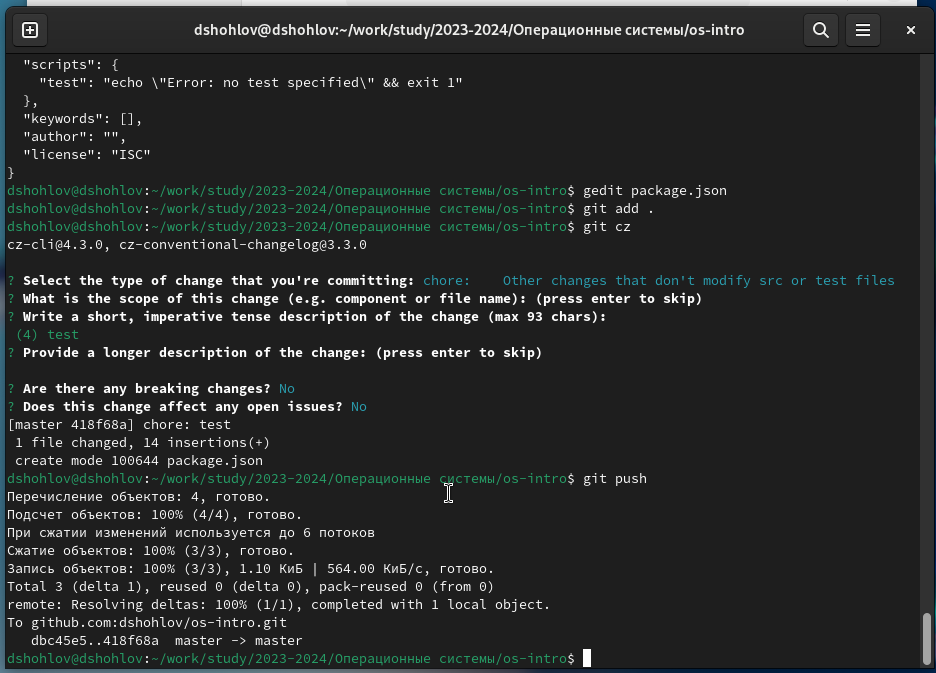 dshohlov@dshohlov:~/work/study/2023-2024/Операционные системы/os-intro
  "scripts": {
    "test": "echo \"Error: no test specified\" && exit 1"
  },
  "keywords": [],
  "author": "",
  "license": "ISC"
}
dshohlov@dshohlov:~/work/study/2023-2024/Операционные системы/os-intro$ gedit package.json
dshohlov@dshohlov:~/work/study/2023-2024/Операционные системы/os-intro$ git add .
dshohlov@dshohlov:~/work/study/2023-2024/Операционные системы/os-intro$ git cz
cz-cli@4.3.0, cz-conventional-changelog@3.3.0
? Select the type of change that you're committing: chore:    Other changes that don't modify src or test files
? What is the scope of this change (e.g. component or file name): (press enter to skip)
? Write a short, imperative tense description of the change (max 93 chars):
 (4) test
? Provide a longer description of the change: (press enter to skip)
? Are there any breaking changes? No
? Does this change affect any open issues? No
[master 418f68a] chore: test
 1 file changed, 14 insertions(+)
 create mode 100644 package.json
dshohlov@dshohlov:~/work/study/2023-2024/Операционные системы/os-intro$ git push
Перечисление объектов: 4, готово.
Подсчет объектов: 100% (4/4), готово.
При сжатии изменений используется до 6 потоков
Сжатие объектов: 100% (3/3), готово.
Запись объектов: 100% (3/3), 1.10 КиБ | 564.00 КиБ/с, готово.
Total 3 (delta 1), reused 0 (delta 0), pack-reused 0 (from 0)
remote: Resolving deltas: 100% (1/1), completed with 1 local object.
To github.com:dshohlov/os-intro.git
   dbc45e5..418f68a  master -> master
dshohlov@dshohlov:~/work/study/2023-2024/Операционные системы/os-intro$